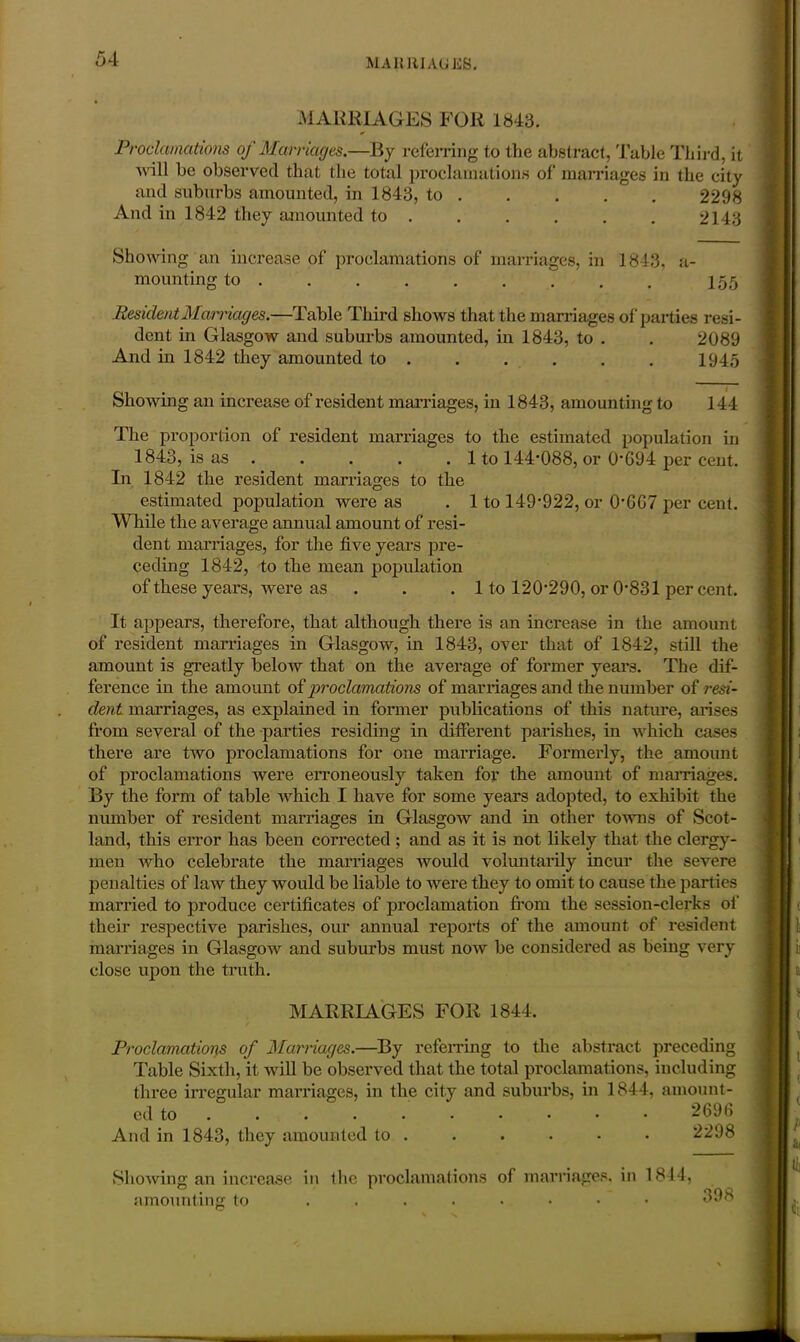 54
MARRIAGES.
MARRIAGES FOR 1843.
Proclamations of Marriages.—By referring to the abstract, Table Third, it
will be observed that the total proclamations of marriages in the city
and suburbs amounted, in 1843, to . . . . . 2298
And in 1842 they amounted to . . . . . . 2143
Showing an increase of proclamations of marriages, in 1843, a-
mounting to . . . . . . . . . 155
Resident Marriages.—Table Third shows that the marriages of parties resi-
dent in Glasgow and suburbs amounted, in 1843, to . . 2089
And in 1842 they amounted to . . . . . . 1945
Showing an increase of resident marriages, in 1843, amounting to 144
The proportion of resident marriages to the estimated population in
1843, is as . . . . . 1 to 144·088, or 0·694 per cent.
In 1842 the resident marriages to the
estimated population were as . 1 to 149·922, or 0·667 per cent.
While the average annual amount of resi-
dent marriages, for the five years pre-
ceding 1842, to the mean population
of these years, were as . . . 1 to 120·290, or 0·831 per cent.
It appears, therefore, that although there is an increase in the amount
of resident marriages in Glasgow, in 1843, over that of 1842, still the
amount is greatly below that on the average of former years. The dif-
ference in the amount of proclamations of marriages and the number of resi-
dent marriages, as explained in former publications of this nature, arises
from several of the parties residing in different parishes, in which cases
there are two proclamations for one marriage. Formerly, the amount
of proclamations were erroneously taken for the amount of marriages.
By the form of table which I have for some years adopted, to exhibit the
number of resident marriages in Glasgow and in other towns of Scot-
land, this error has been corrected ; and as it is not likely that the clergy-
men who celebrate the marriages would voluntarily incur the severe
penalties of law they would be liable to were they to omit to cause the parties
married to produce certificates of proclamation from the session-clerks of
their respective parishes, our annual reports of the amount of resident
marriages in Glasgow and suburbs must now be considered as being very
close upon the truth.
MARRIAGES FOR 1844.
Proclamations of Marriages.—By referring to the abstract preceding
Table Sixth, it will be observed that the total proclamations, including
three irregular marriages, in the city and suburbs, in 1844, amount-
ed to . . . . . . . . . . 2696
And in 1843, they amounted to . . . . . . 2298
Showing an increase in the proclamations of marriages, in 1844,
amounting to . . . . . . . . 398